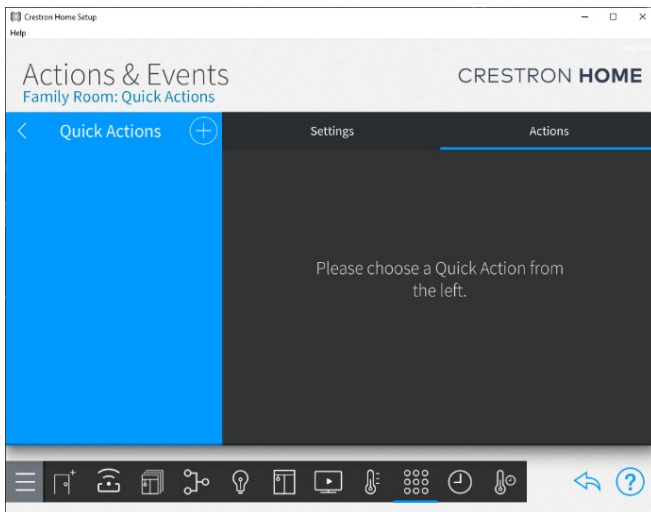 Crestron Home Setup
Help
Actions & Events
CRESTRON HOME
Family Room: Quick Actions
Quick Actions
Settings
Actions
Please choose a Quick Action from
the left.
?